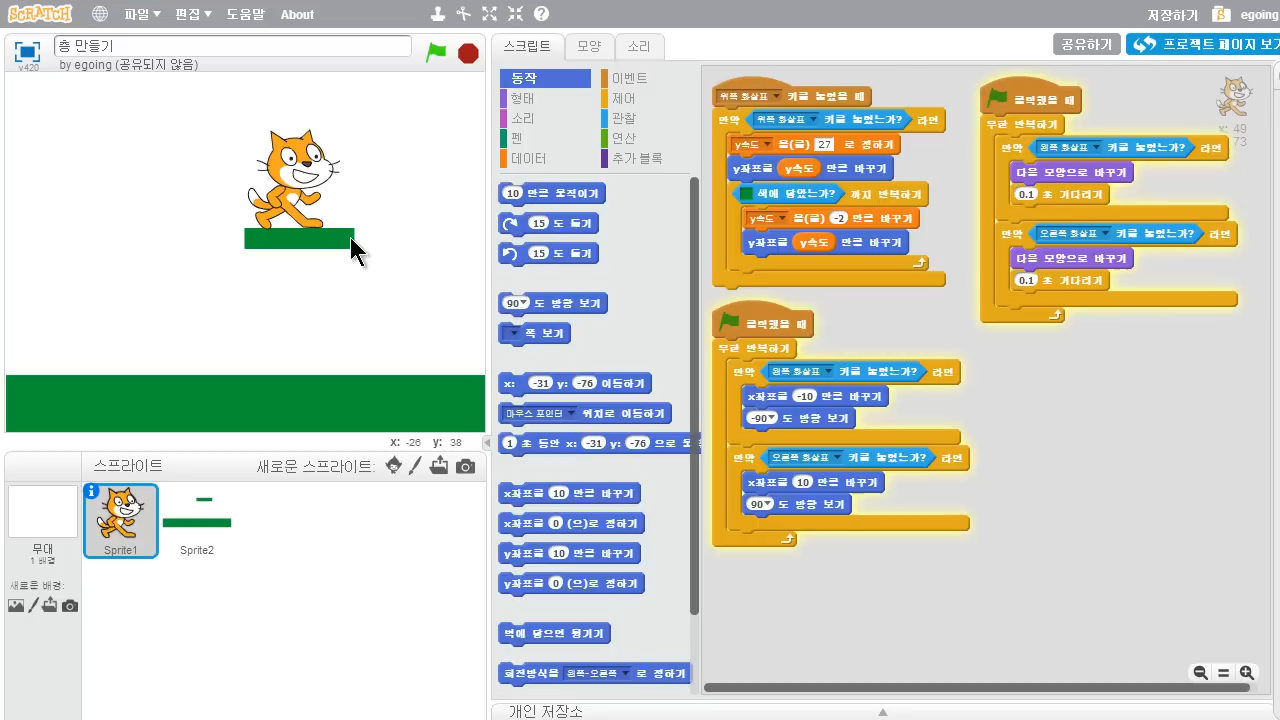 SCRATCH 파일▼ 편집▼ 도움말 About 저장하기 egoing
v420 층 만들기
by egoing (공유되지 않음)
스크립트 모양 소리 공유하기 프로젝트 페이지 보기
동작 이벤트
형태 제어
소리 관찰
펜 연산
데이터 추가 블록
10 만큼 움직이기
15 도 돌기
15 도 돌기
90▼ 도 방향 보기
▼ 쪽 보기
x: -31 y: -76 이동하기
마우스 포인터 위치로 이동하기
1 초 동안 x: -31 y: -76 으로
x좌표를 10 만큼 바꾸기
x좌표를 0 (으)로 정하기
y좌표를 10 만큼 바꾸기
y좌표를 0 (으)로 정하기
벽에 닿으면 튕기기
회전방식을 왼쪽-오른쪽 로 정하기
위쪽 화살표 키를 눌렀을 때
만약 위쪽 화살표 키를 눌렀는가? 라면
y속도 을(를) 27 로 정하기
y좌표를 y속도 만큼 바꾸기
색에 닿았는가? 까지 반복하기
y속도 을(를) -2 만큼 바꾸기
y좌표를 y속도 만큼 바꾸기
클릭했을 때
무한 반복하기
만약 왼쪽 화살표 키를 눌렀는가? 라면
x좌표를 -10 만큼 바꾸기
-90▼ 도 방향 보기
만약 오른쪽 화살표 키를 눌렀는가? 라면
x좌표를 10 만큼 바꾸기
90▼ 도 방향 보기
클릭했을 때
무한 반복하기
만약 왼쪽 화살표 키를 눌렀는가? 라면
다음 모양으로 바꾸기
0.1 초 기다리기
만약 오른쪽 화살표 키를 눌렀는가? 라면
다음 모양으로 바꾸기
0.1 초 기다리기
x: 49
73
x: -26 y: 38
스프라이트 새로운 스프라이트:
무대
1 배경
새로운 배경:
Sprite1 Sprite2
개인 저장소